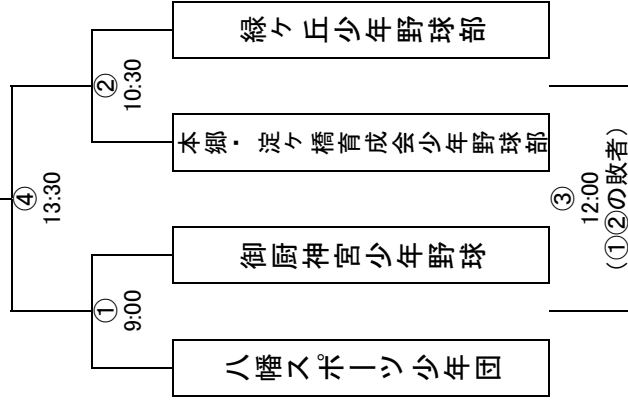 ④
13:30
①
9:00
②
10:30
八幡スポーツ少年団
御厨神宮少年野球
本郷・淀ケ橋育成会少年野球部
緑ケ丘少年野球部
③
12:00
(①②の敗者)